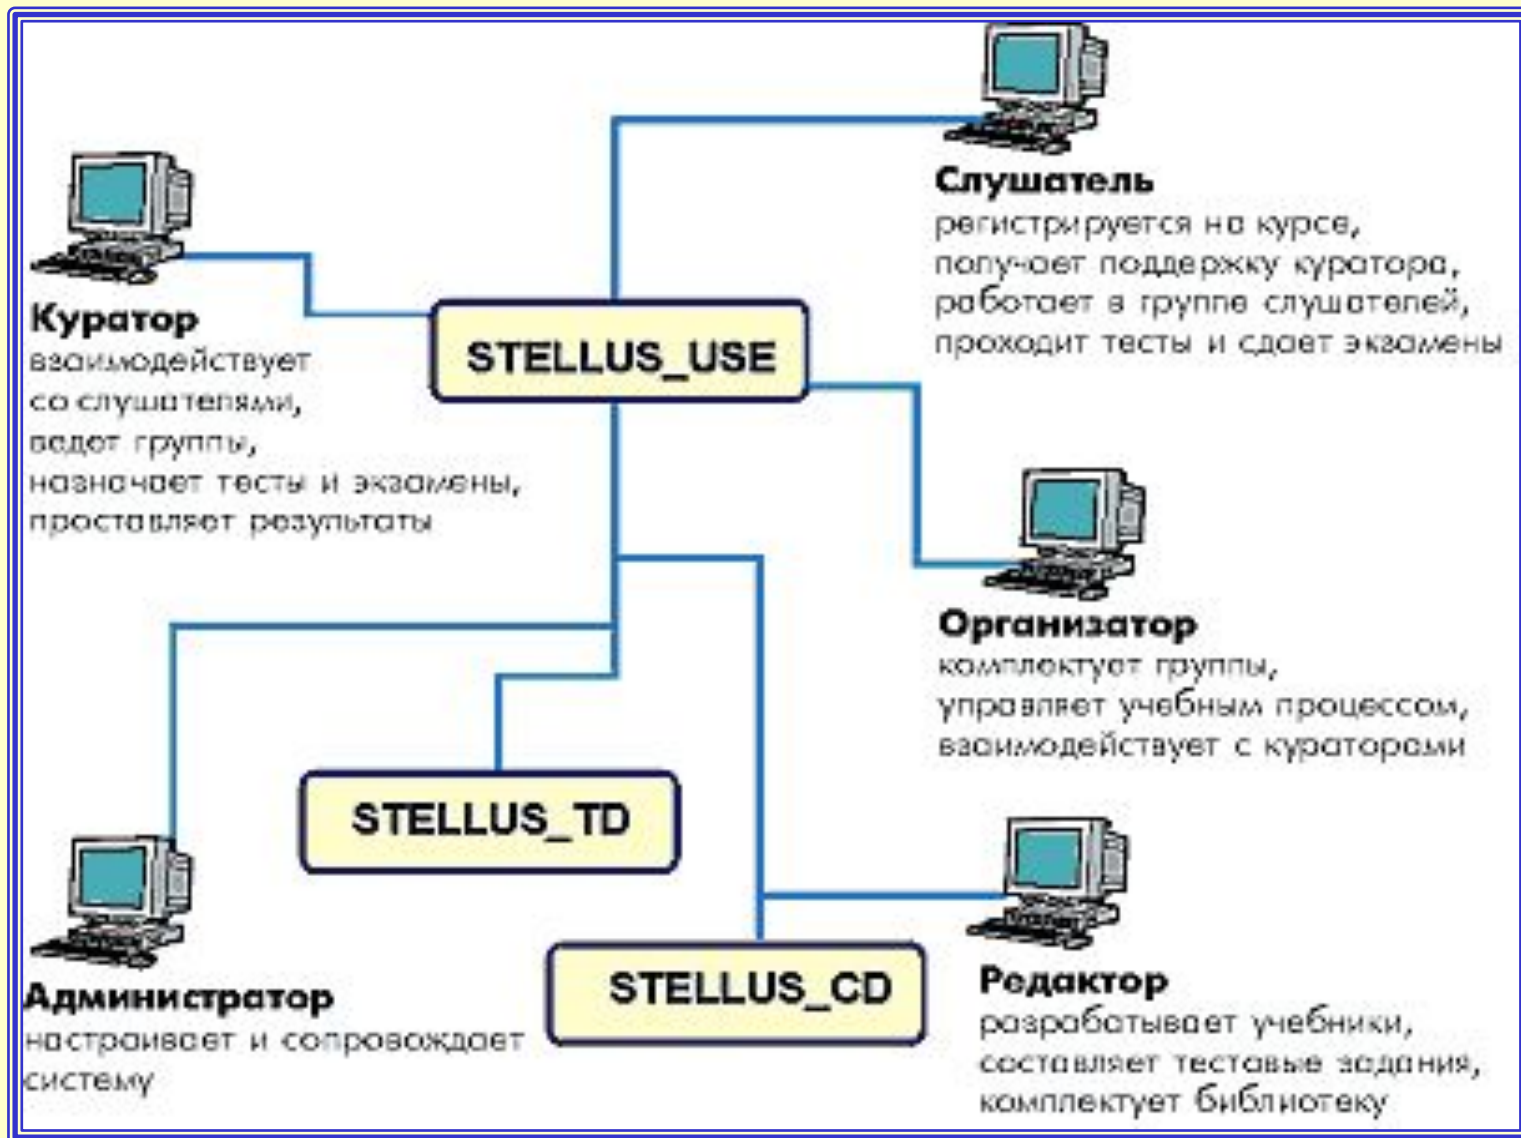 Слушатель
регистрируется на курсе,
получает поддержку куратора,
работает в группе слушателей,
проходит тесты и сдает экзамены
Куратор
взаимодействует
со слушателями,
ведет группы,
назначает тесты и экзамены,
проставляет результаты
STELLUS_USE
Организатор
комплектует группы,
управляет учебным процессом,
взаимодействует с кураторами
STELLUS_TD
Администратор
настраивает и сопровождает
систему
STELLUS_CD
Редактор
разрабатывает учебники,
составляет тестовые задания,
комплектует библиотеку